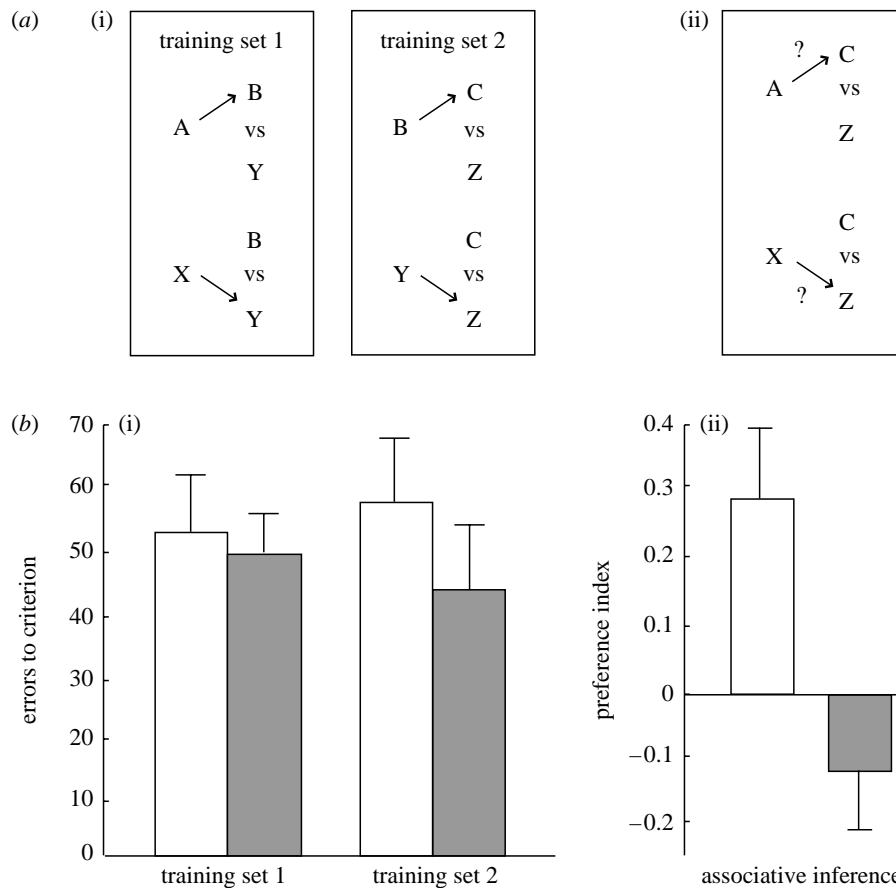 (a) (i) (ii)
training set 1
B
A vs
Y
B
X vs
Y
training set 2
C
B vs
Z
C
Y vs
Z
? C
A vs
Z
C
X vs
? Z
(b) (i)
70
60
50
40
30
20
10
0
errors to criterion
training set 1 training set 2
(ii)
0.4
0.3
0.2
0.1
0
–0.1
–0.2
preference index
associative inference